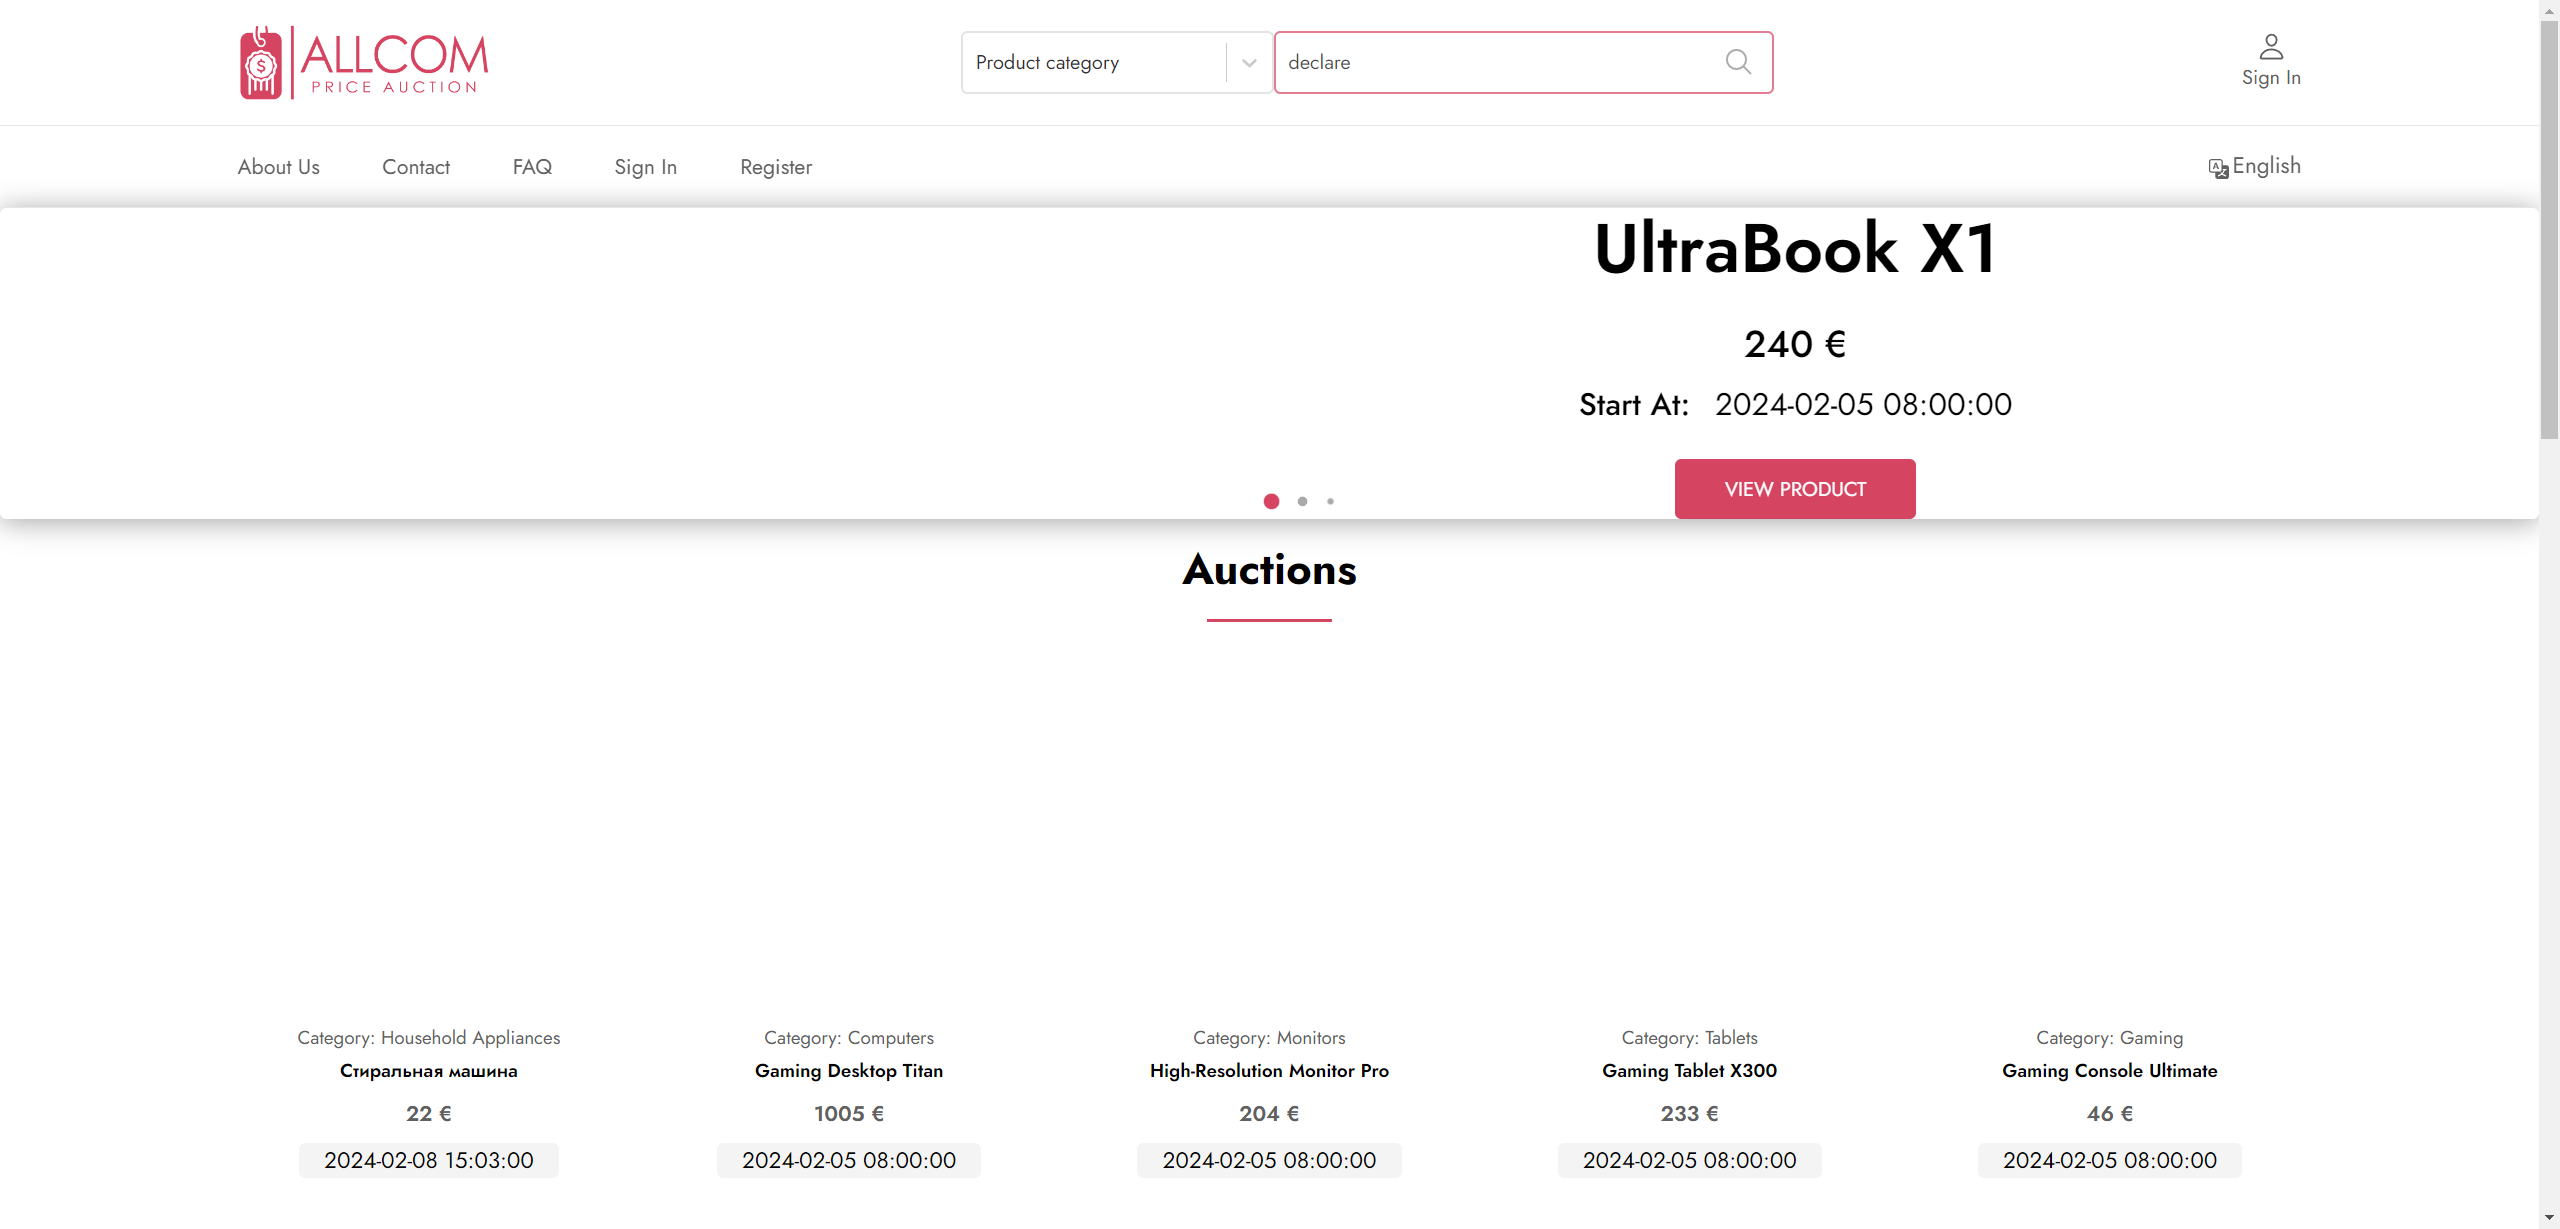 ALLCOM
PRICE AUCTION
$
Product category
declare
Sign In
About Us
Contact
FAQ
Sign In
Register
A
English
UltraBook X1
240 €
Start At: 2024-02-05 08:00:00
VIEW PRODUCT
Auctions
Category: Household Appliances
Стиральная машина
22 €
2024-02-08 15:03:00
Category: Computers
Gaming Desktop Titan
1005 €
2024-02-05 08:00:00
Category: Monitors
High-Resolution Monitor Pro
204 €
2024-02-05 08:00:00
Category: Tablets
Gaming Tablet X300
233 €
2024-02-05 08:00:00
Category: Gaming
Gaming Console Ultimate
46 €
2024-02-05 08:00:00